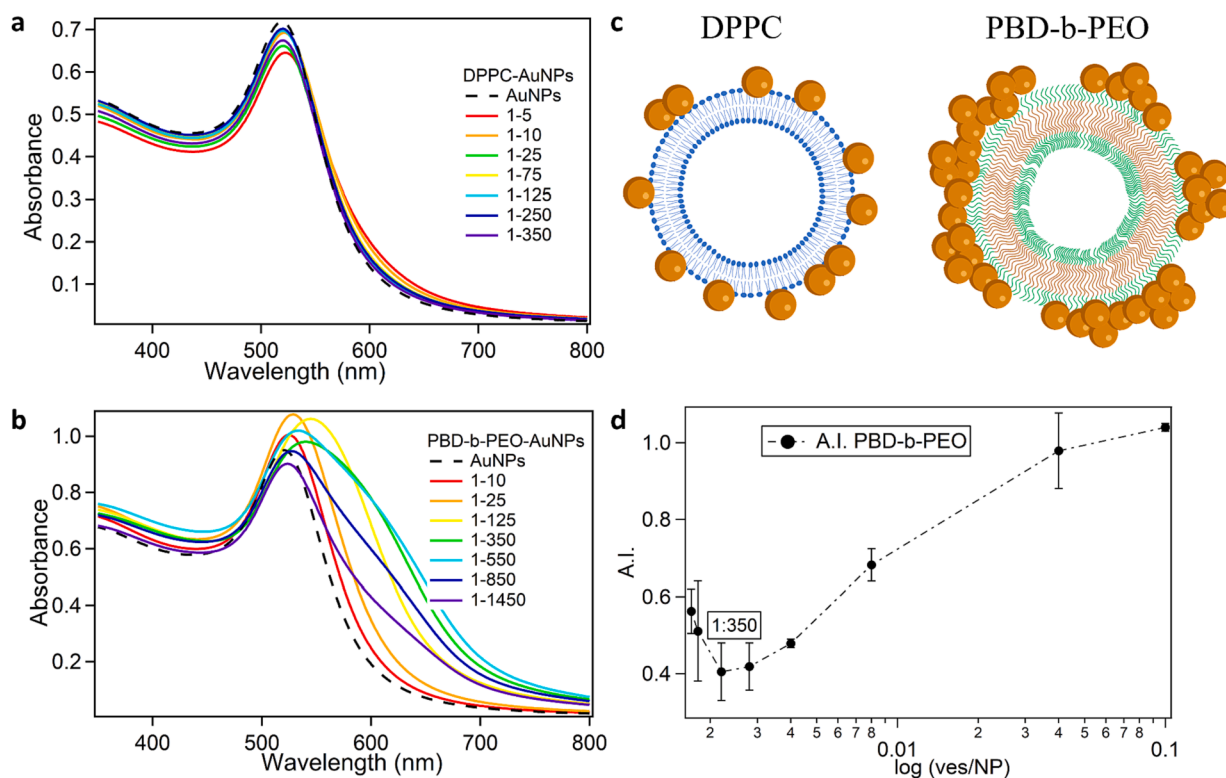 a
0.7
0.6
0.5
0.4
0.3
0.2
0.1
Absorbance
DPPC-AuNPs
AuNPs
1-5
1-10
1-25
1-75
1-125
1-250
1-350
400 500 600 700 800
Wavelength (nm)
b
1.0
0.8
0.6
0.4
0.2
Absorbance
PBD-b-PEO-AuNPs
AuNPs
1-10
1-25
1-125
1-350
1-550
1-850
1-1450
400 500 600 700 800
Wavelength (nm)
c
DPPC
PBD-b-PEO
d
A.I. PBD-b-PEO
1.0
0.8
0.6
0.4
A.I.
1:350
2 3 4 5 6 7 8 0.01 2 3 4 5 6 7 8 0.1
log (ves/NP)